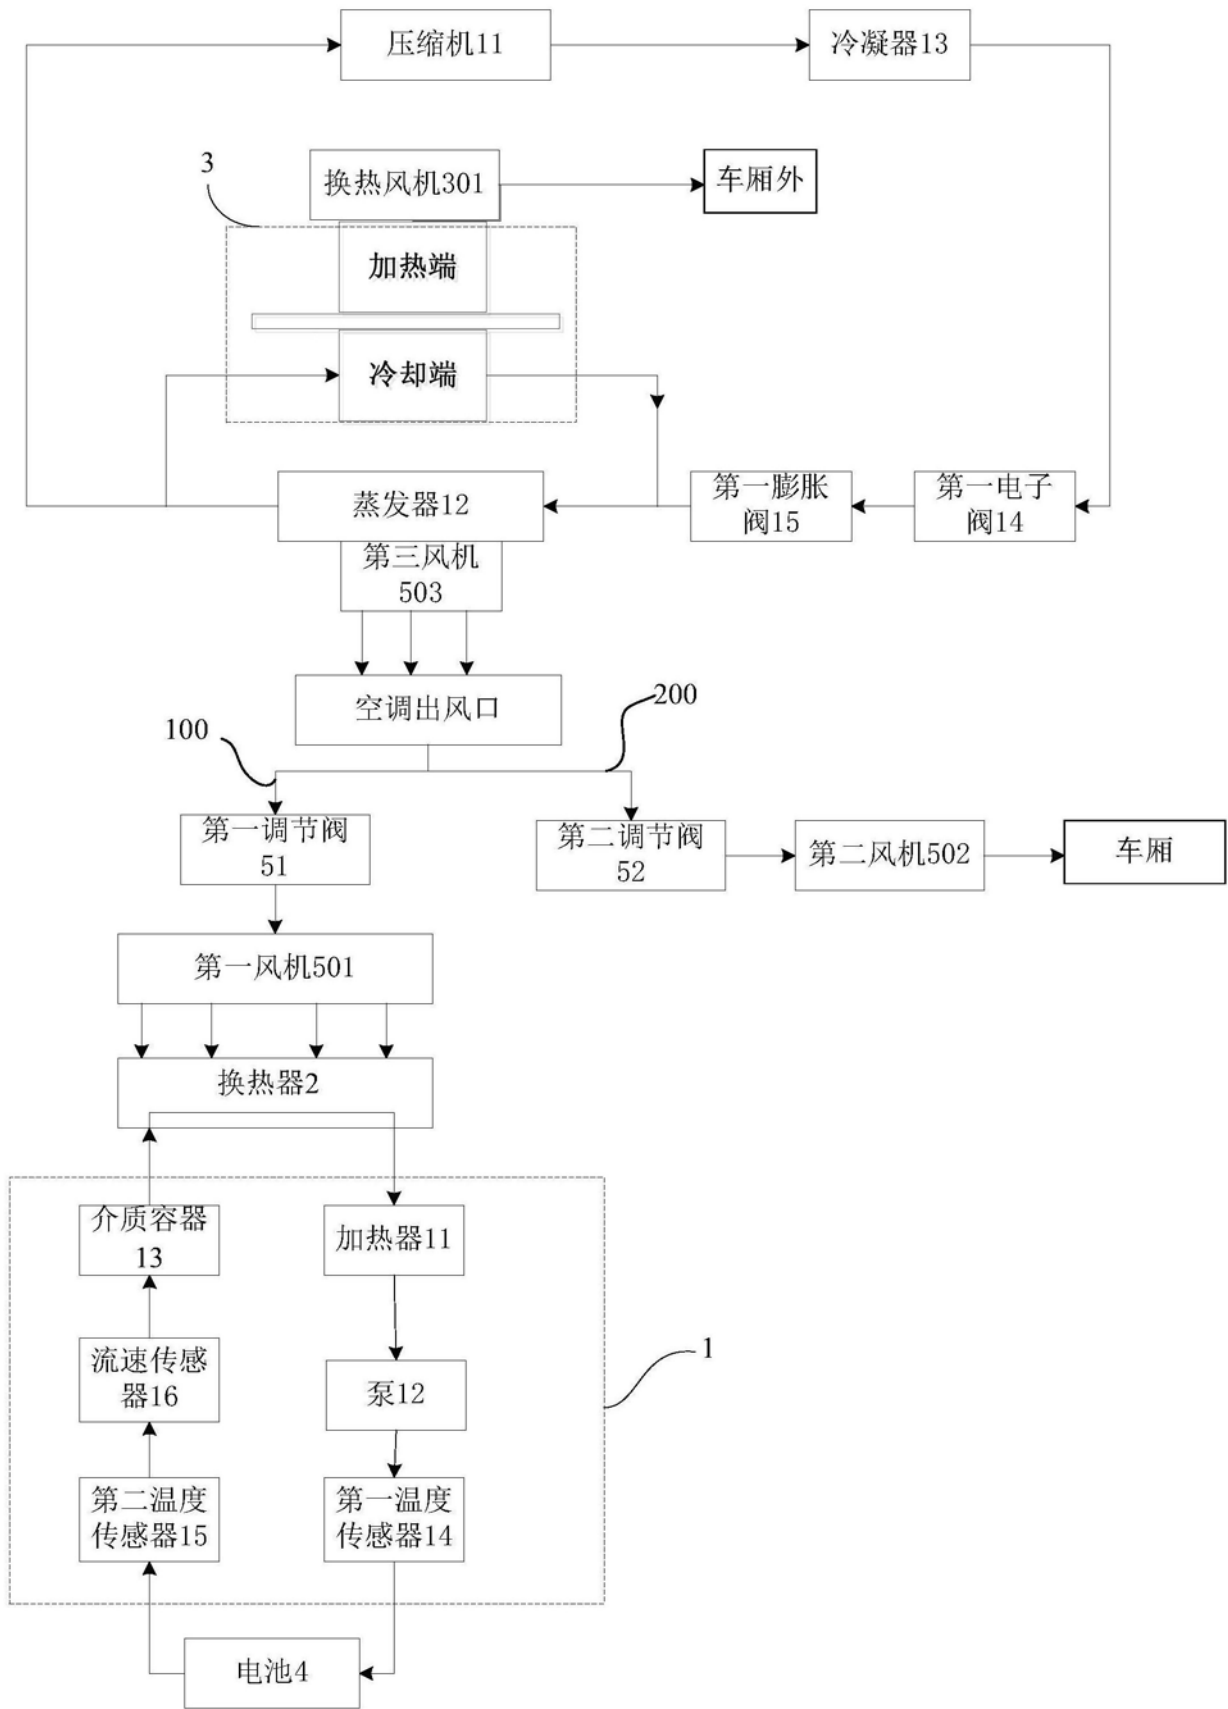 压缩机11
冷凝器13
3
换热风机301
车厢外
加热端
冷却端
蒸发器12
第一膨胀
阀15
第一电子
阀14
第三风机
503
空调出风口
200
100
第一调节阀
51
第二调节阀
52
第二风机502
车厢
第一风机501
换热器2
介质容器
13
加热器11
1
流速传感
器16
泵12
第二温度
传感器15
第一温度
传感器14
电池4